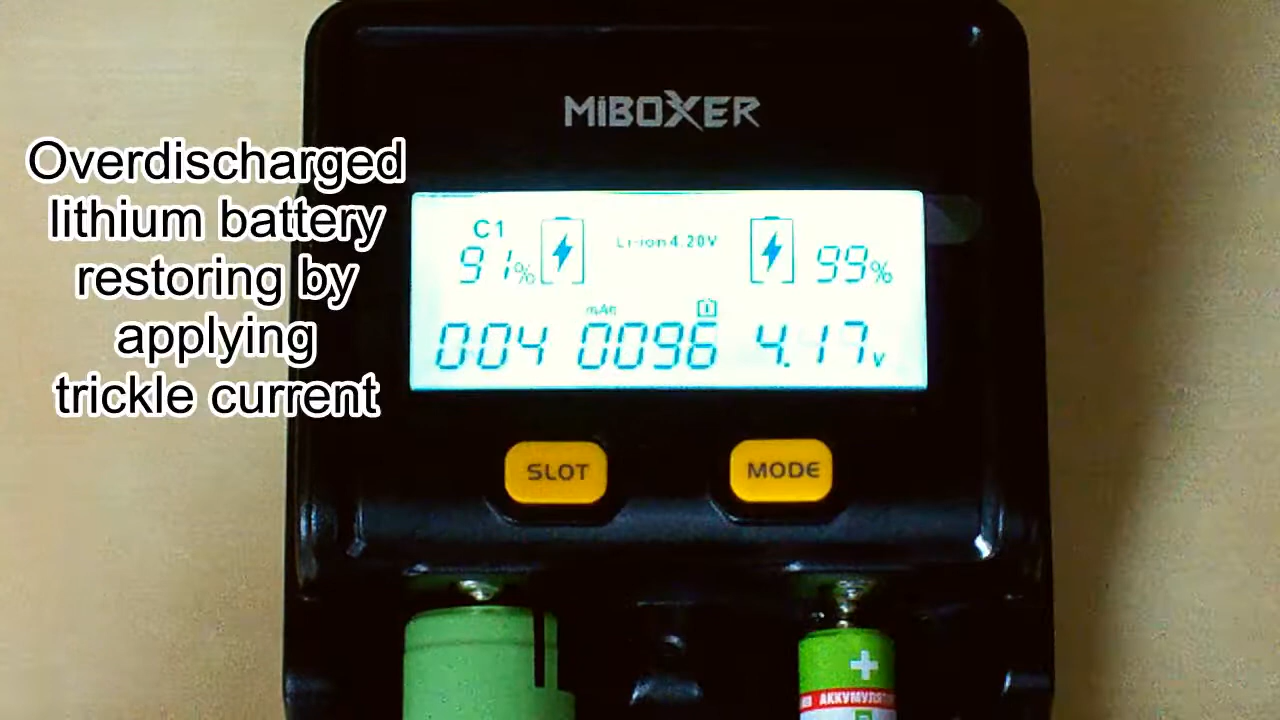 MiBOXER
Overdischarged
lithium battery
restoring by
applying
trickle current
C1
91%
Li-ion 4.20V
99%
mAh
004 0096 4.17v
SLOT
MODE
+